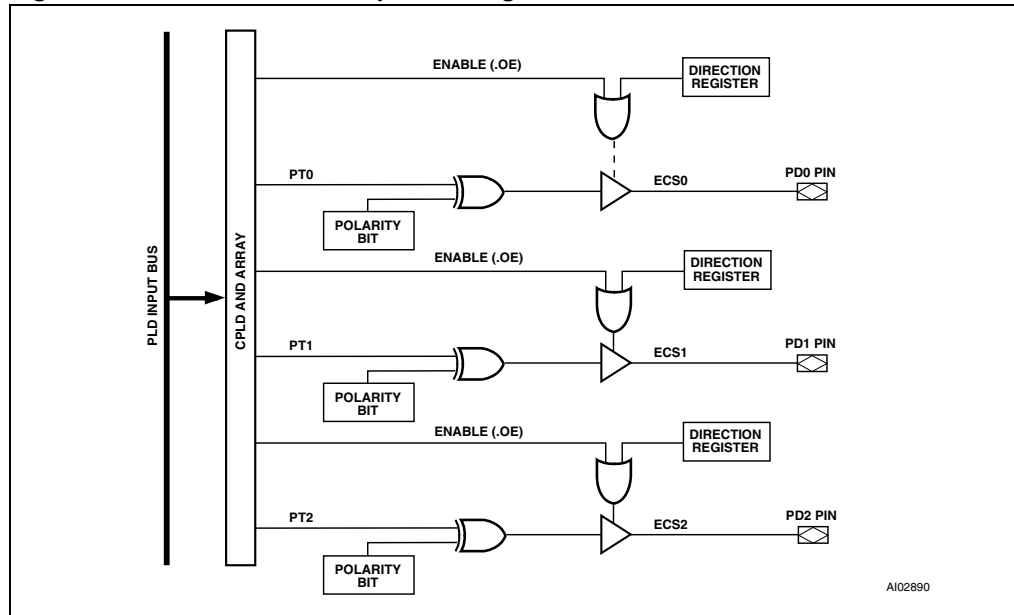 ENABLE (.OE)
DIRECTION
REGISTER
PT0
ECS0
PD0 PIN
POLARITY
BIT
ENABLE (.OE)
DIRECTION
REGISTER
PLD INPUT BUS
CPLD AND ARRAY
PT1
ECS1
PD1 PIN
POLARITY
BIT
ENABLE (.OE)
DIRECTION
REGISTER
PT2
ECS2
PD2 PIN
POLARITY
BIT
AI02890